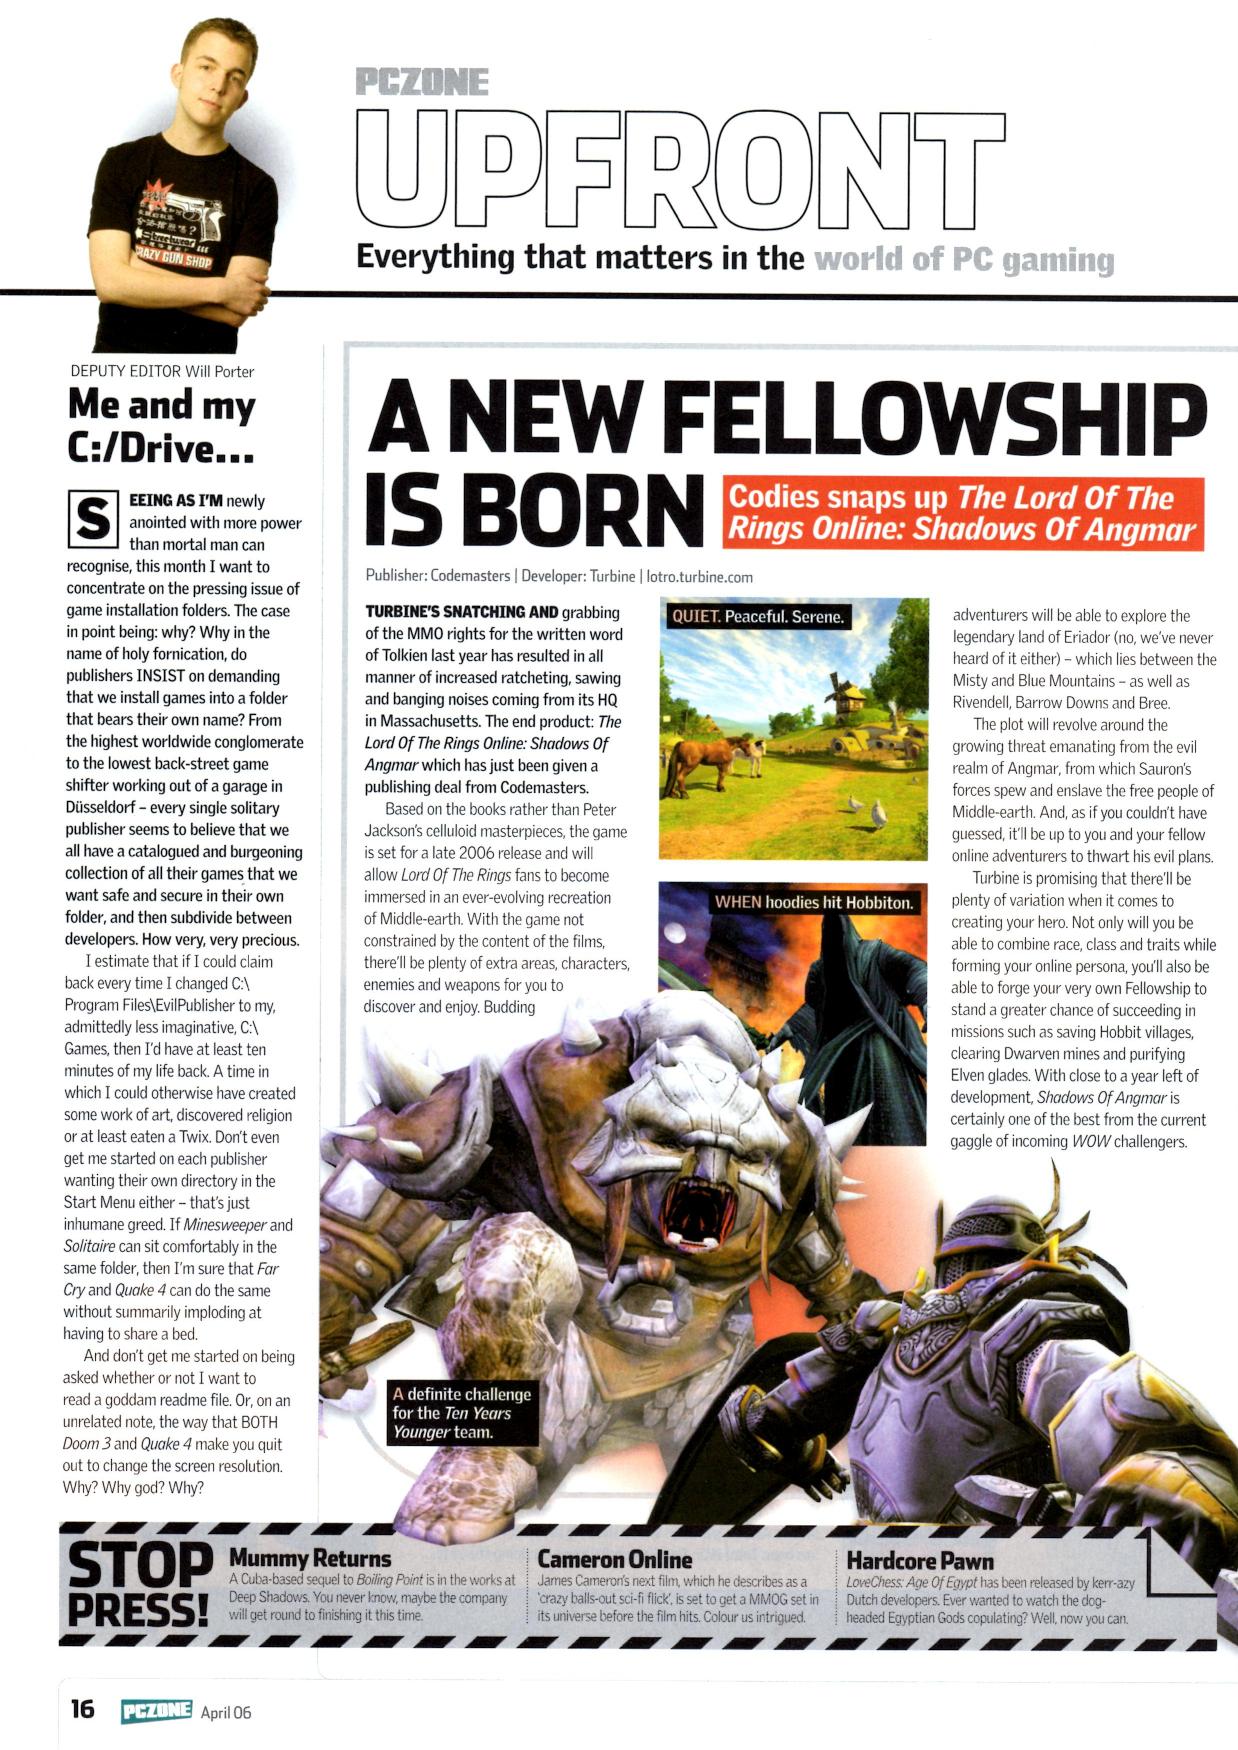 PCZONE
UPFRONT
Everything that matters in the world of PC gaming
Streetwear
CRAZY GUN SHOP
DEPUTY EDITOR Will Porter
Me and my
C:/Drive...
SEEING AS I'M newly
anointed with more power
than mortal man can
recognise, this month I want to
concentrate on the pressing issue of
game installation folders. The case
in point being: why? Why in the
name of holy fornication, do
publishers INSIST on demanding
that we install games into a folder
that bears their own name? From
the highest worldwide conglomerate
to the lowest back-street game
shifter working out of a garage in
Düsseldorf – every single solitary
publisher seems to believe that we
all have a catalogued and burgeoning
collection of all their games that we
want safe and secure in their own
folder, and then subdivide between
developers. How very, very precious.
I estimate that if I could claim
back every time I changed C:\
Program Files\EvilPublisher to my,
admittedly less imaginative, C:\
Games, then I'd have at least ten
minutes of my life back. A time in
which I could otherwise have created
some work of art, discovered religion
or at least eaten a Twix. Don't even
get me started on each publisher
wanting their own directory in the
Start Menu either – that's just
inhumane greed. If Minesweeper and
Solitaire can sit comfortably in the
same folder, then I'm sure that Far
Cry and Quake 4 can do the same
without summarily imploding at
having to share a bed.
And don't get me started on being
asked whether or not I want to
read a goddam readme file. Or, on an
unrelated note, the way that BOTH
Doom 3 and Quake 4 make you quit
out to change the screen resolution.
Why? Why god? Why?
A NEW FELLOWSHIP
IS BORN
Codies snaps up The Lord Of The
Rings Online: Shadows Of Angmar
Publisher: Codemasters | Developer: Turbine | lotro.turbine.com
TURBINE'S SNATCHING AND grabbing
of the MMO rights for the written word
of Tolkien last year has resulted in all
manner of increased ratcheting, sawing
and banging noises coming from its HQ
in Massachusetts. The end product: The
Lord Of The Rings Online: Shadows Of
Angmar which has just been given a
publishing deal from Codemasters.
Based on the books rather than Peter
Jackson's celluloid masterpieces, the game
is set for a late 2006 release and will
allow Lord Of The Rings fans to become
immersed in an ever-evolving recreation
of Middle-earth. With the game not
constrained by the content of the films,
there'll be plenty of extra areas, characters,
enemies and weapons for you to
discover and enjoy. Budding
QUIET. Peaceful. Serene.
WHEN hoodies hit Hobbiton.
adventurers will be able to explore the
legendary land of Eriador (no, we've never
heard of it either) – which lies between the
Misty and Blue Mountains – as well as
Rivendell, Barrow Downs and Bree.
The plot will revolve around the
growing threat emanating from the evil
realm of Angmar, from which Sauron's
forces spew and enslave the free people of
Middle-earth. And, as if you couldn't have
guessed, it'll be up to you and your fellow
online adventurers to thwart his evil plans.
Turbine is promising that there'll be
plenty of variation when it comes to
creating your hero. Not only will you be
able to combine race, class and traits while
forming your online persona, you'll also be
able to forge your very own Fellowship to
stand a greater chance of succeeding in
missions such as saving Hobbit villages,
clearing Dwarven mines and purifying
Elven glades. With close to a year left of
development, Shadows Of Angmar is
certainly one of the best from the current
gaggle of incoming WOW challengers.
A definite challenge
for the Ten Years
Younger team.
STOP
PRESS!
Mummy Returns
A Cuba-based sequel to Boiling Point is in the works at
Deep Shadows. You never know, maybe the company
will get round to finishing it this time.
Cameron Online
James Cameron's next film, which he describes as a
'crazy balls-out sci-fi flick', is set to get a MMOG set in
its universe before the film hits. Colour us intrigued.
Hardcore Pawn
LoveChess: Age Of Egypt has been released by kerr-azy
Dutch developers. Ever wanted to watch the dog-
headed Egyptian Gods copulating? Well, now you can.
16 PCZONE April 06